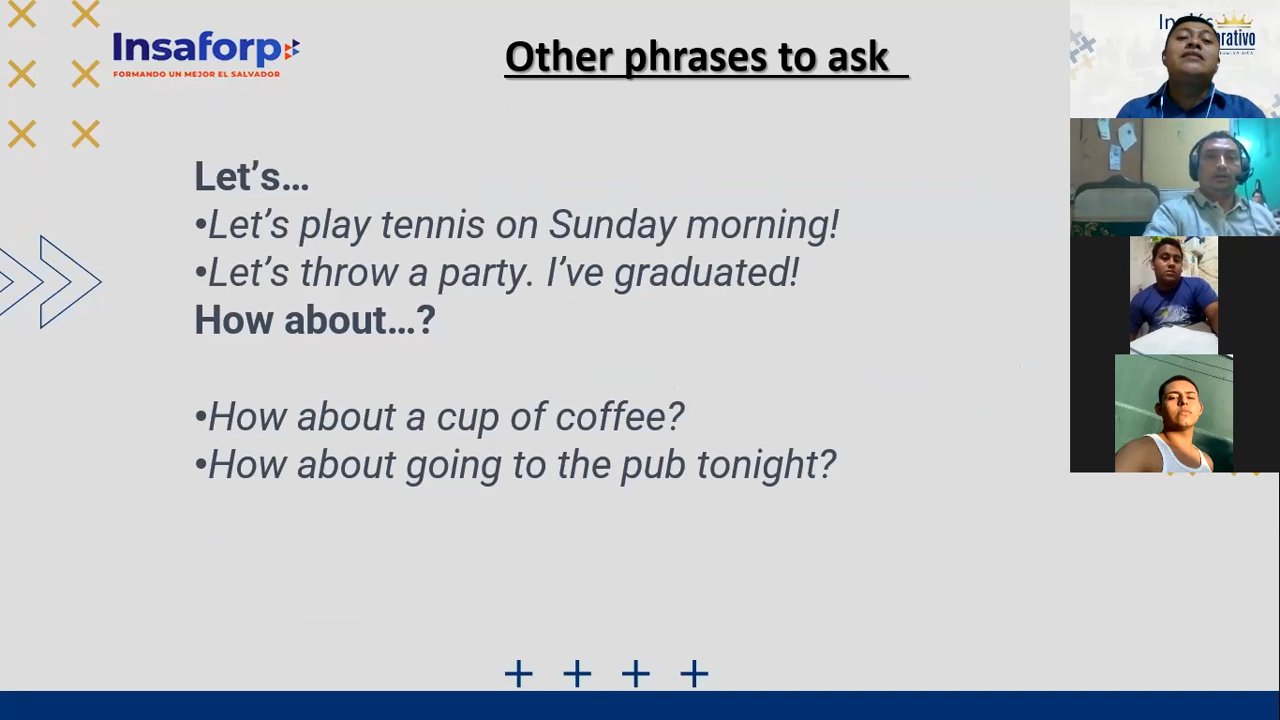 Insaforp
FORMANDO UN MEJOR EL SALVADOR
Other phrases to ask
Let’s…
•Let’s play tennis on Sunday morning!
•Let’s throw a party. I’ve graduated!
How about…?
•How about a cup of coffee?
•How about going to the pub tonight?